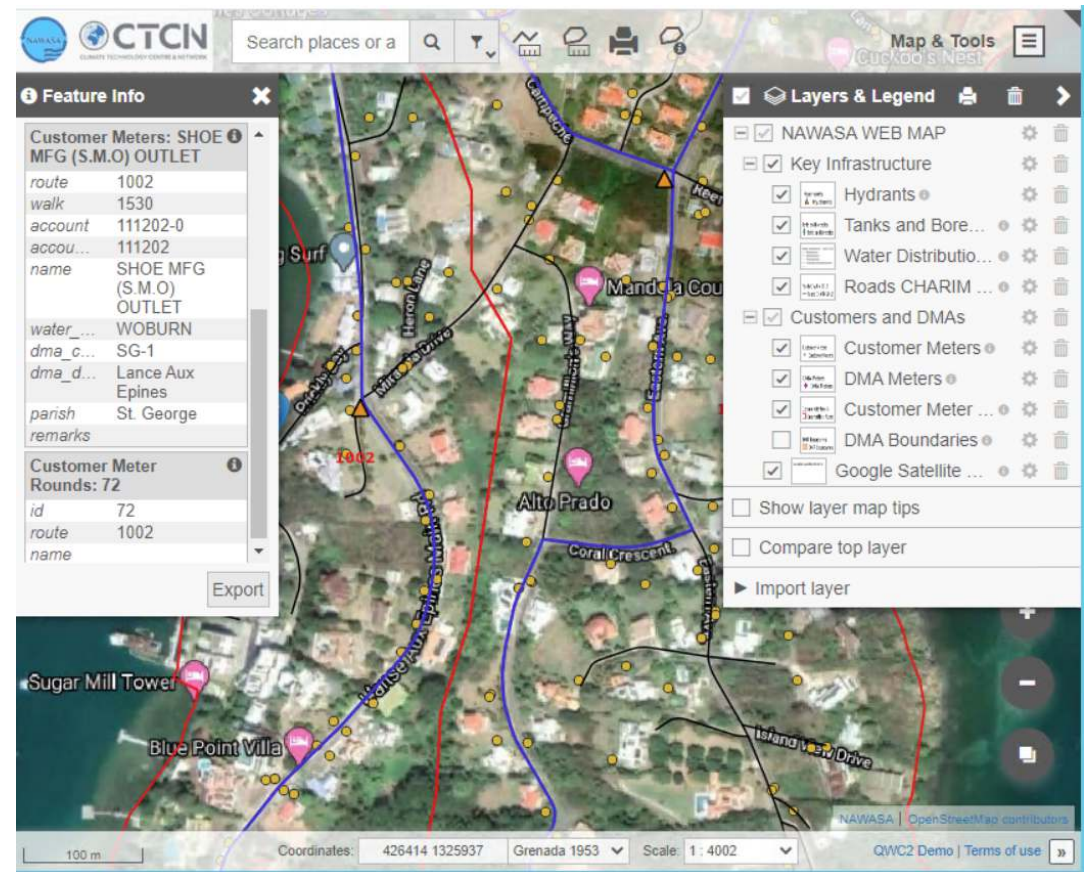 NAWASA
CTCN
CLIMATE TECHNOLOGY CENTRE & NETWORK
Search places or a
Map & Tools
Cuckoo's Nest
Feature Info
Customer Meters: SHOE
MFG (S.M.O) OUTLET
route 1002
walk 1530
account 111202-0
accou... 111202
name SHOE MFG
(S.M.O)
OUTLET
water_... WOBURN
dma_c... SG-1
dma_d... Lance Aux
Epines
parish St. George
remarks
Customer Meter
Rounds: 72
id 72
route 1002
name
Export
Layers & Legend
NAWASA WEB MAP
Key Infrastructure
Hydrants
Tanks and Bore...
Water Distributio...
Roads CHARIM ...
Customers and DMAs
Customer Meters
DMA Meters
Customer Meter ...
DMA Boundaries
Google Satellite ...
Show layer map tips
Compare top layer
Import layer
Campeche
Surf
Heron Lane
Mandela Cou
Drickly Bay
1002
Alto Prado
Coral Crescent
Sugar Mill Tower
Blue Point Villa
Island View Drive
NAWASA | OpenStreetMap contributors
100 m
Coordinates: 426414 1325937
Grenada 1953
Scale: 1 : 4002
QWC2 Demo | Terms of use